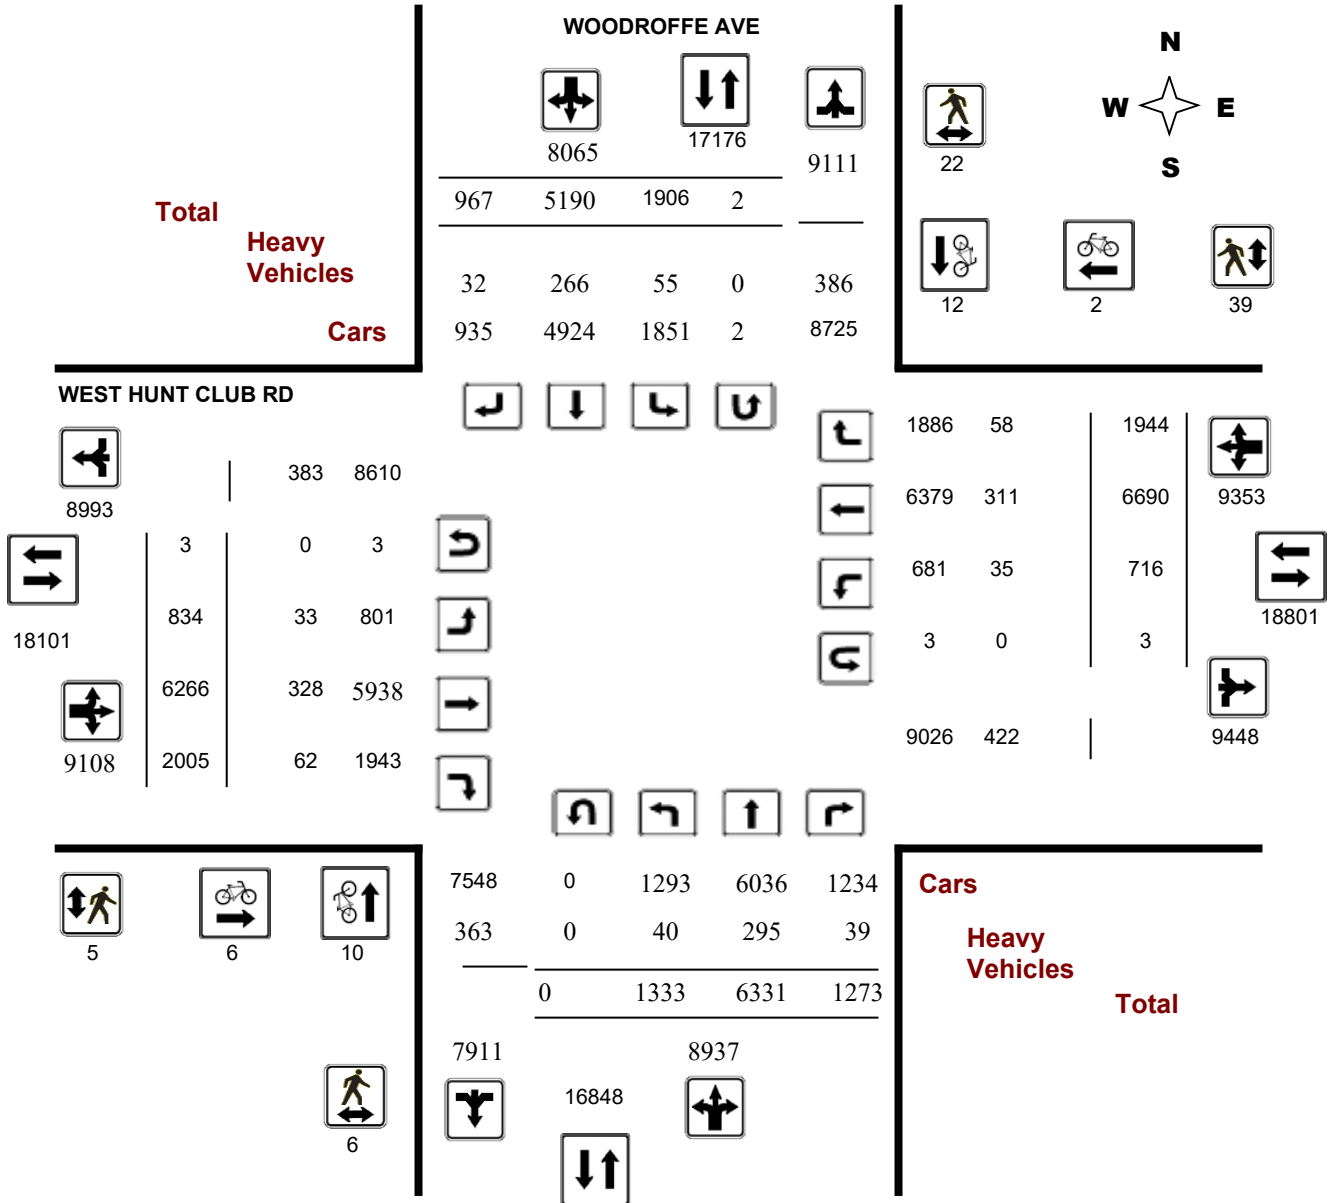 WOODROFFE AVE
N
W E
S
8065 17176 9111 22
967 5190 1906 2
Total
Heavy
Vehicles
32 266 55 0 386
12 2 39
Cars 935 4924 1851 2 8725
WEST HUNT CLUB RD
1886 58 1944
383 8610
8993
6379 311 6690 9353
3 0 3
681 35 716
18801
834 33 801
18101
3 0 3
6266 328 5938
9026 422 9448
9108 2005 62 1943
7548 0 1293 6036 1234 Cars
363 0 40 295 39
5 6 10
Heavy
Vehicles
0 1333 6331 1273 Total
7911 8937
16848
6